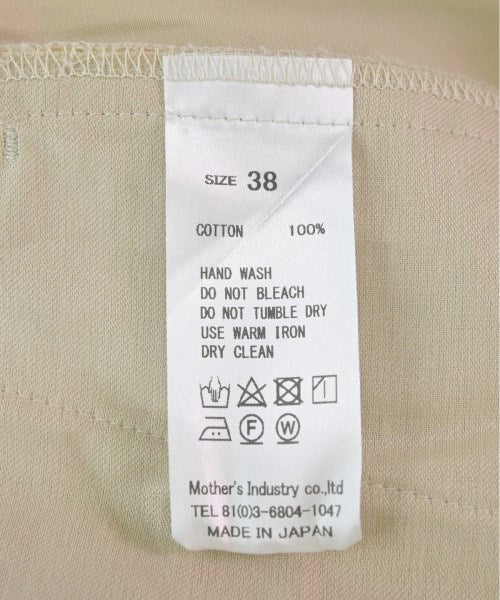 SIZE 38
COTTON 100%
HAND WASH
DO NOT BLEACH
DO NOT TUMBLE DRY
USE WARM IRON
DRY CLEAN
F W
Mother's Industry co.,ltd
TEL 81(0)3-6804-1047
MADE IN JAPAN